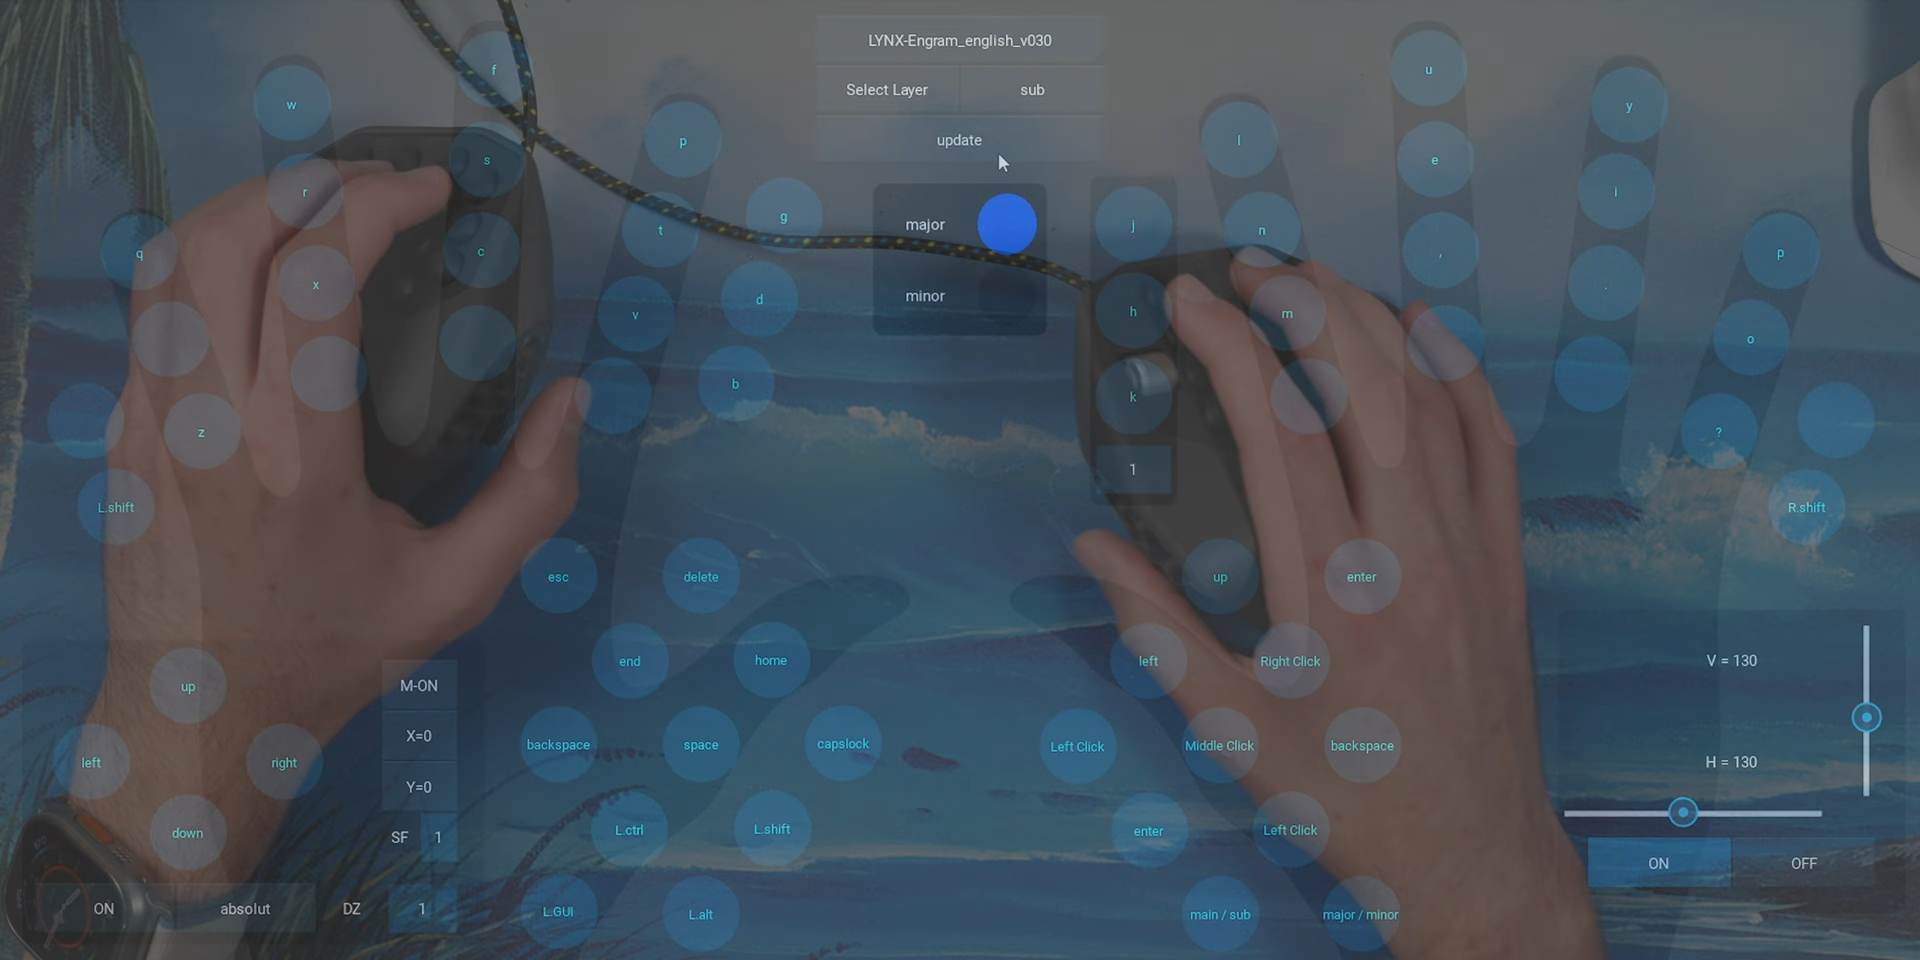 LYNX-Engram_english_v030
Select Layer sub
update
major
minor
f
w
s
r
p
g
t
q
x
c
v
d
z
b
L.shift
u
y
l
e
i
j
n
,
p
h
m
.
o
k
?
1
R.shift
esc delete
end home
backspace space capslock
L.ctrl L.shift
L.GUI L.alt
up enter
left Right Click
Left Click Middle Click backspace
enter Left Click
main / sub major / minor
up
left right
down
M-ON
X=0
Y=0
SF 1
ON absolut DZ 1
V = 130
H = 130
ON OFF